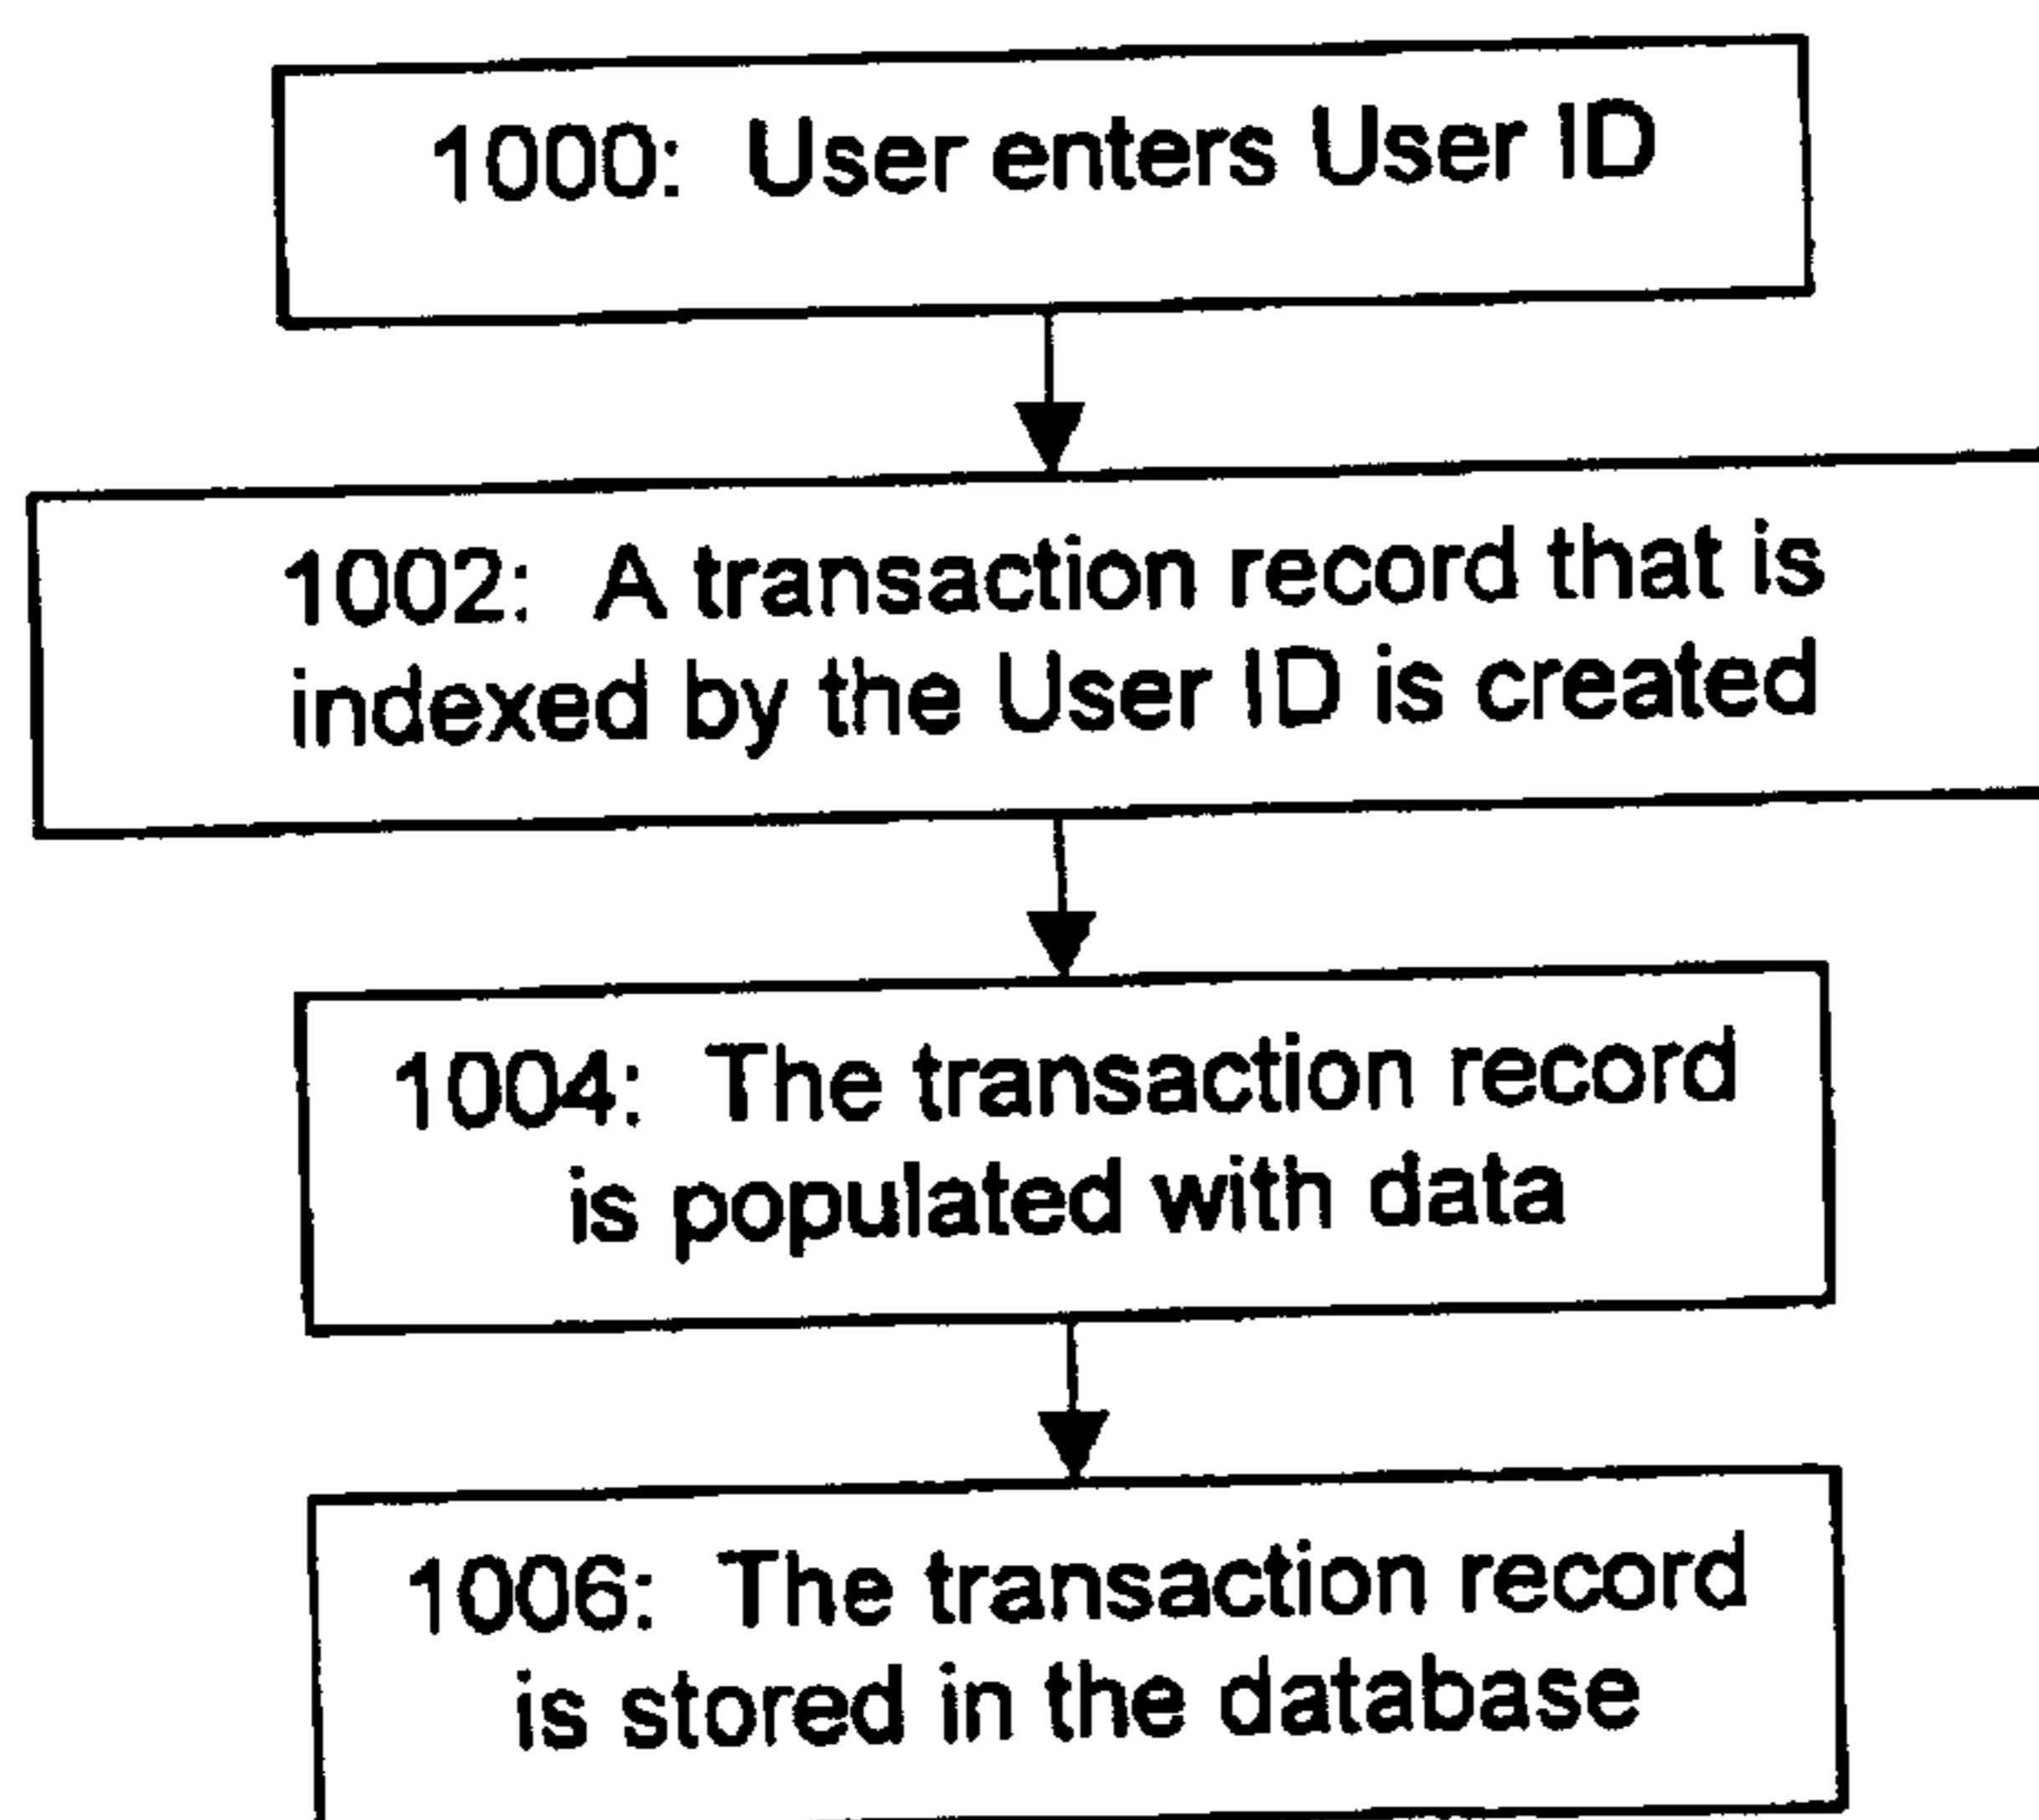 1000: User enters User ID
1002: A transaction record that is
indexed by the User ID is created
1004: The transaction record
is populated with data
1006: The transaction record
is stored in the database